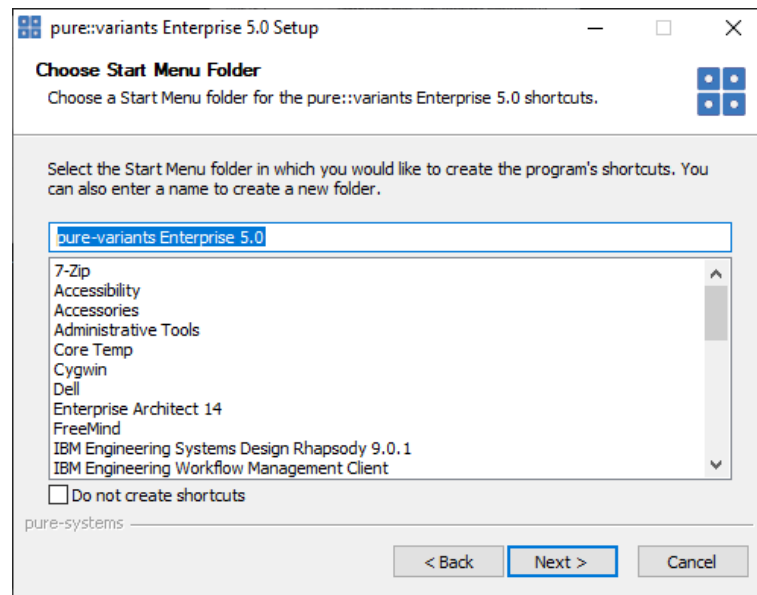 pure::variants Enterprise 5.0 Setup
Choose Start Menu Folder
Choose a Start Menu folder for the pure::variants Enterprise 5.0 shortcuts.
Select the Start Menu folder in which you would like to create the program's shortcuts. You
can also enter a name to create a new folder.
pure-variants Enterprise 5.0
7-Zip
Accessibility
Accessories
Administrative Tools
Core Temp
Cygwin
Dell
Enterprise Architect 14
FreeMind
IBM Engineering Systems Design Rhapsody 9.0.1
IBM Engineering Workflow Management Client
Do not create shortcuts
pure-systems
< Back Next > Cancel